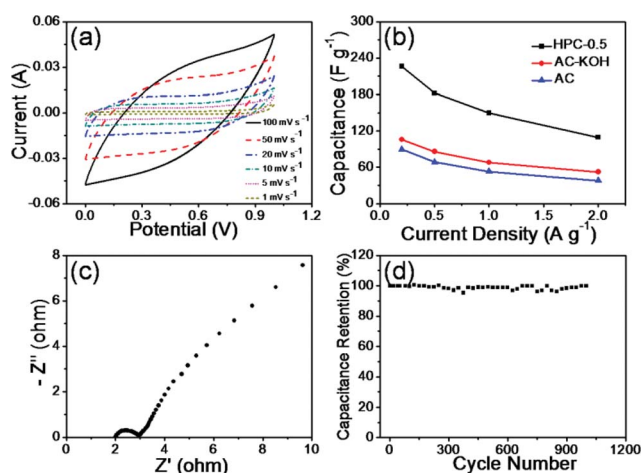 (a)
Current (A)
0.06
0.03
0.00
-0.03
-0.06
0.0 0.3 0.6 0.9 1.2
Potential (V)
100 mV s⁻¹
50 mV s⁻¹
20 mV s⁻¹
10 mV s⁻¹
5 mV s⁻¹
1 mV s⁻¹
(b)
Capacitance (F g⁻¹)
300
240
180
120
60
0
0.0 0.5 1.0 1.5 2.0
Current Density (A g⁻¹)
HPC-0.5
AC-KOH
AC
(c)
- Z'' (ohm)
8
6
4
2
0
0 2 4 6 8 10
Z' (ohm)
(d)
Capacitance Retention (%)
120
100
80
60
40
20
0
0 300 600 900 1200
Cycle Number